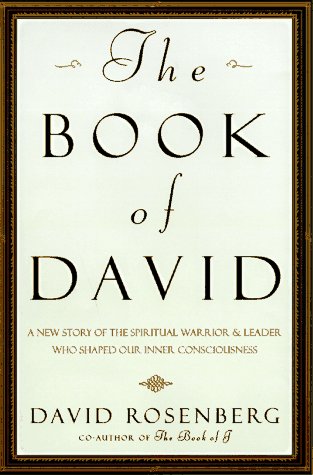 The
BOOK
of
DAVID
A NEW STORY OF THE SPIRITUAL WARRIOR & LEADER
WHO SHAPED OUR INNER CONSCIOUSNESS
DAVID ROSENBERG
CO-AUTHOR OF The Book of J